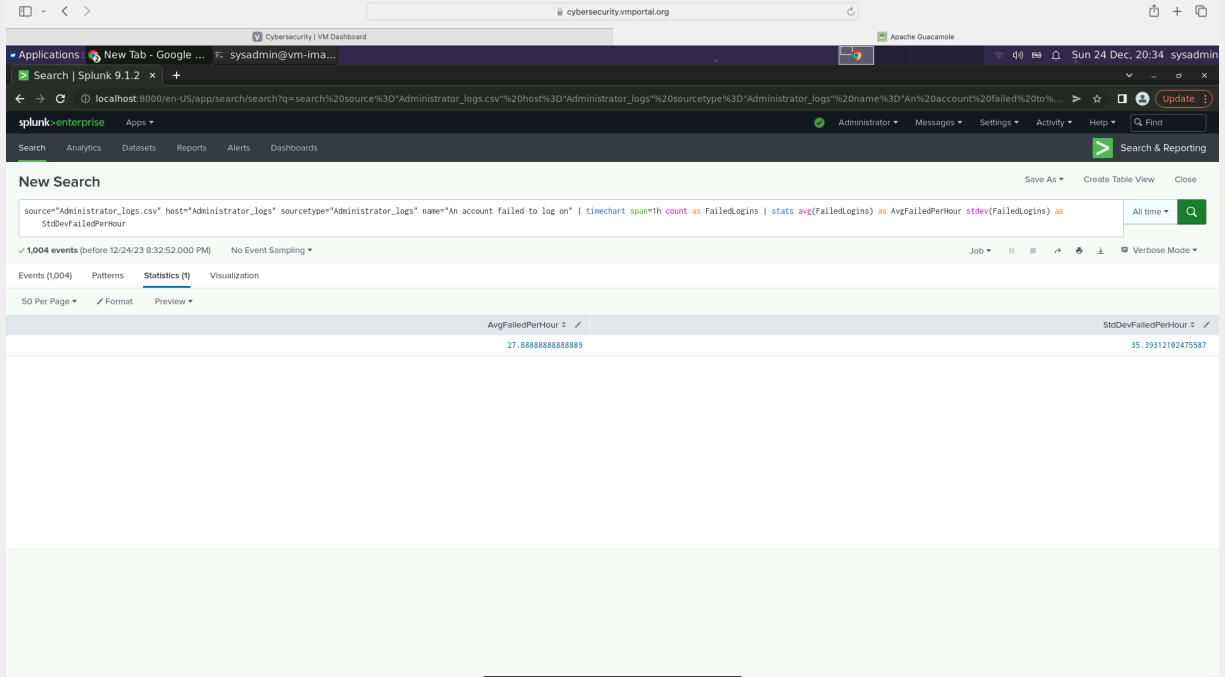 cybersecurity.vmportal.org
V Cybersecurity | VM Dashboard
Apache Guacamole
Applications
New Tab - Google ...
sysadmin@vm-ima...
Sun 24 Dec, 20:34 sysadmin
Search | Splunk 9.1.2
localhost:8000/en-US/app/search/search?q=search%20source%3D"Administrator_logs.csv"%20host%3D"Administrator_logs"%20sourcetype%3D"Administrator_logs"%20name%3D"An%20account%20failed%20to%...
Update
splunk>enterprise Apps
Administrator Messages Settings Activity Help Find
Search Analytics Datasets Reports Alerts Dashboards
Search & Reporting
New Search
Save As Create Table View Close
source="Administrator_logs.csv" host="Administrator_logs" sourcetype="Administrator_logs" name="An account failed to log on" | timechart span=1h count as FailedLogins | stats avg(FailedLogins) as AvgFailedPerHour stdev(FailedLogins) as
StdDevFailedPerHour
All time
✓ 1,004 events (before 12/24/23 8:32:52.000 PM) No Event Sampling
Job Verbose Mode
Events (1,004) Patterns Statistics (1) Visualization
50 Per Page Format Preview
AvgFailedPerHour StdDevFailedPerHour
27.88888888888889 35.39312102475587